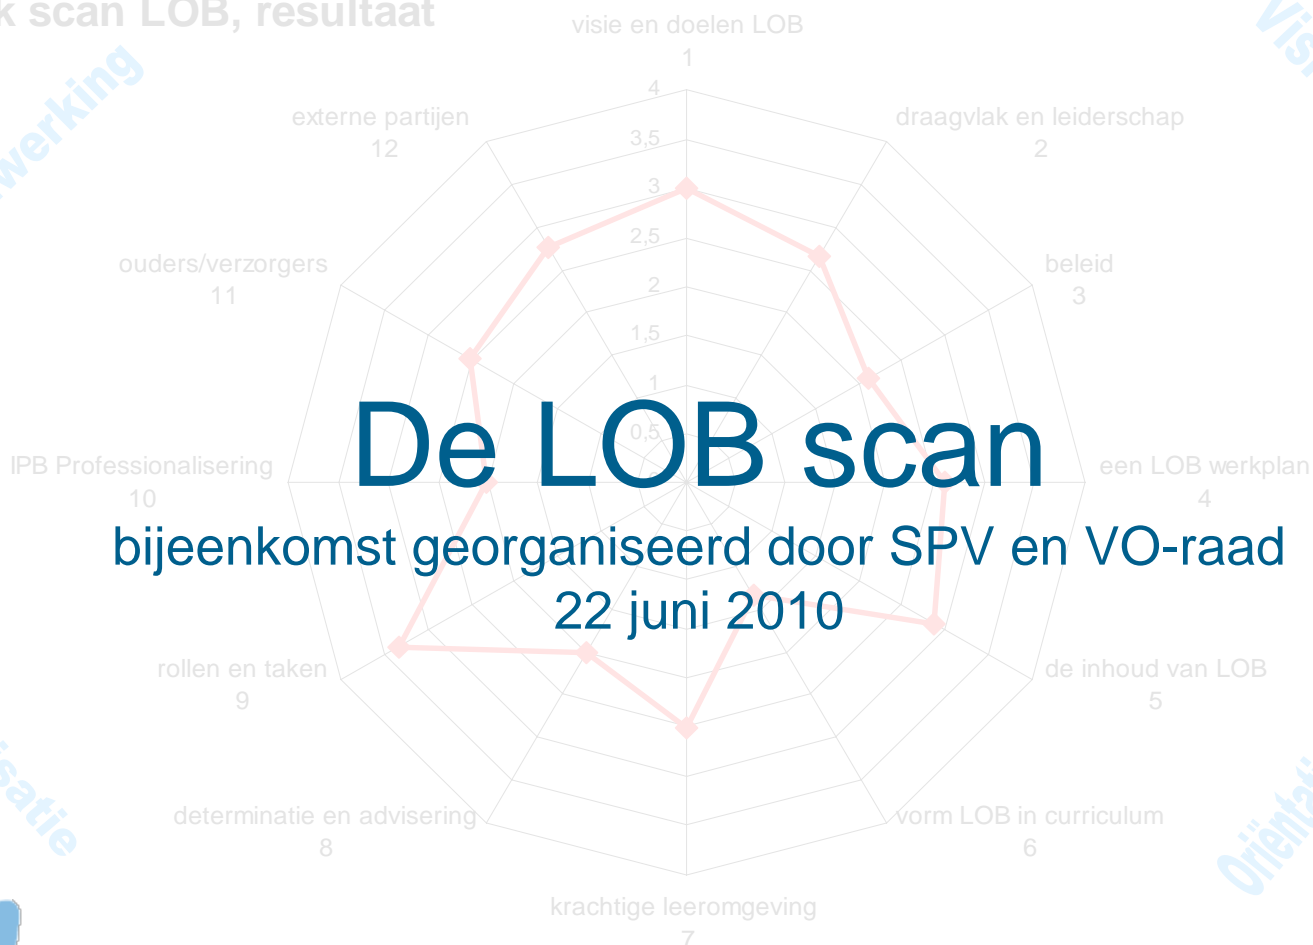 k scan LOB, resultaat
visie en doelen LOB
1
externe partijen
12
draagvlak en leiderschap
2
4
3,5
3
2,5
2
1,5
1
0,5
ouders/verzorgers
11
beleid
3
De LOB scan
IPB Professionalisering
10
een LOB werkplan
4
bijeenkomst georganiseerd door SPV en VO-raad
22 juni 2010
rollen en taken
9
de inhoud van LOB
5
determinatie en advisering
8
vorm LOB in curriculum
6
krachtige leeromgeving
7